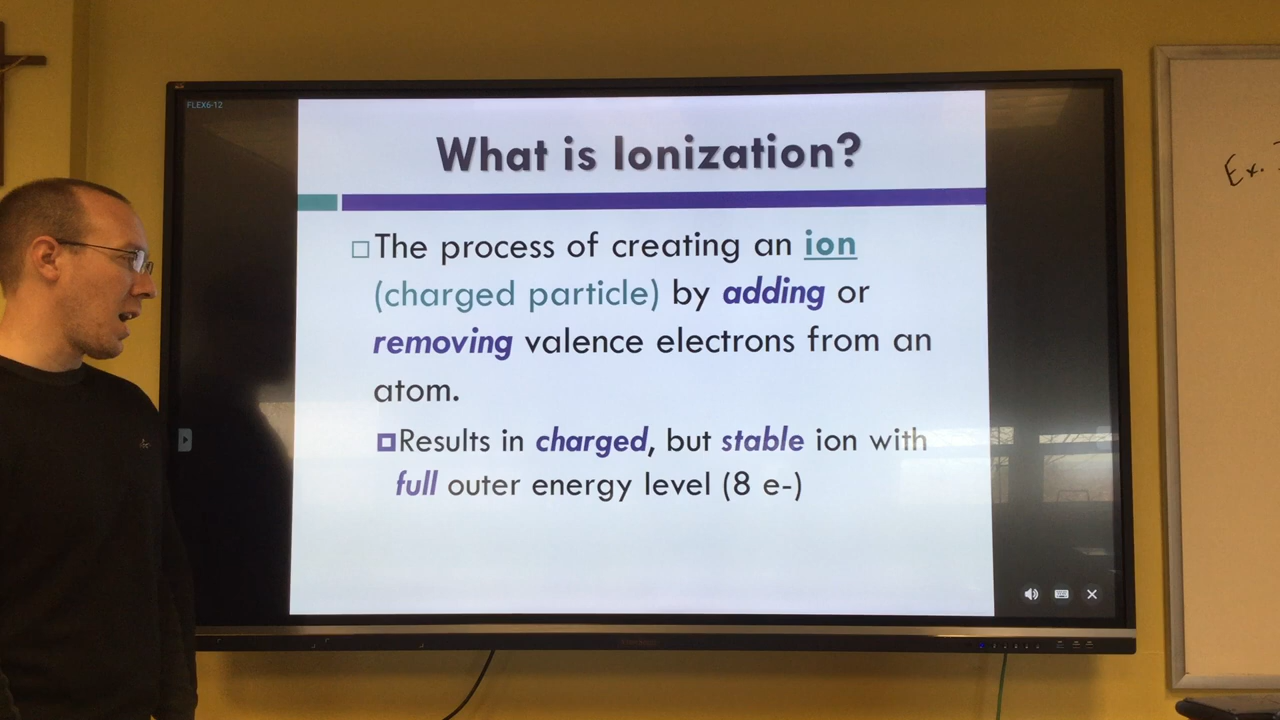 FLEX6-12
What is Ionization?
The process of creating an ion
(charged particle) by adding or
removing valence electrons from an
atom.
Results in charged, but stable ion with
full outer energy level (8 e-)
Ex.